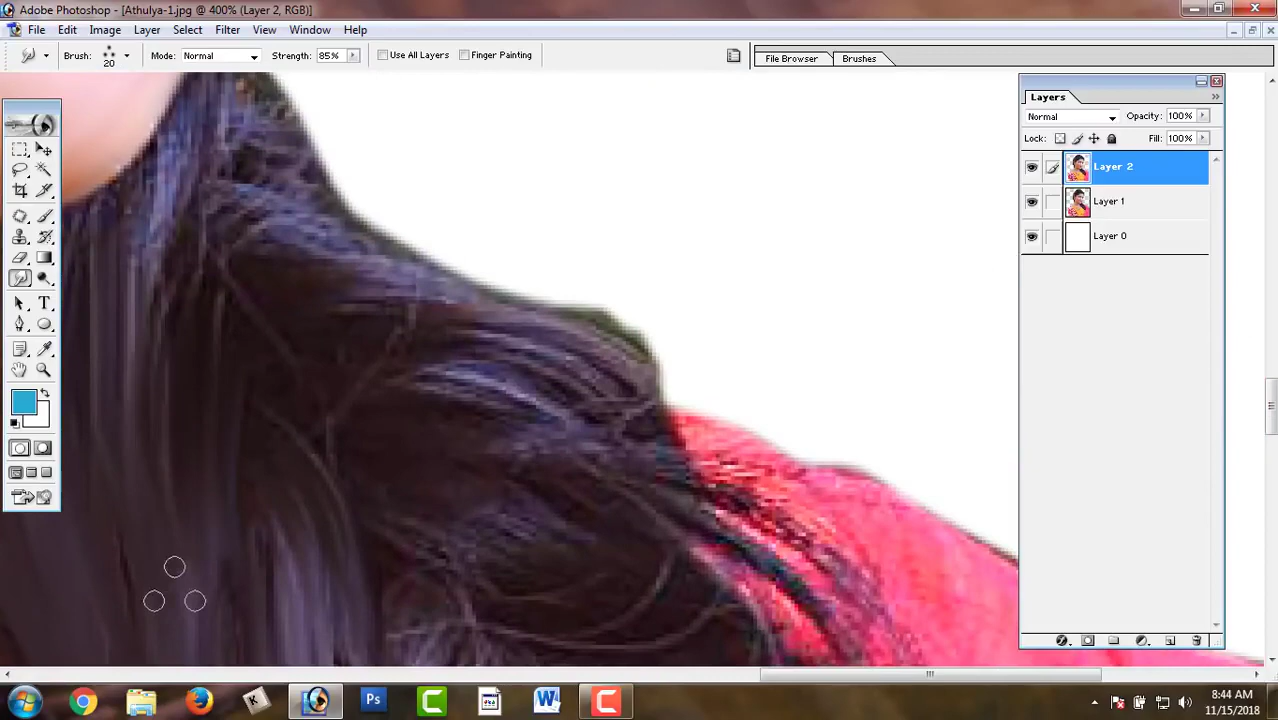 Adobe Photoshop - [Athulya-1.jpg @ 400% (Layer 2, RGB)]
File Edit Image Layer Select Filter View Window Help
Brush: 20 Mode: Normal Strength: 85% Use All Layers Finger Painting File Browser Brushes
Layers
Normal Opacity: 100%
Lock: Fill: 100%
Layer 2
Layer 1
Layer 0
T
K Ps C W C
8:44 AM
11/15/2018